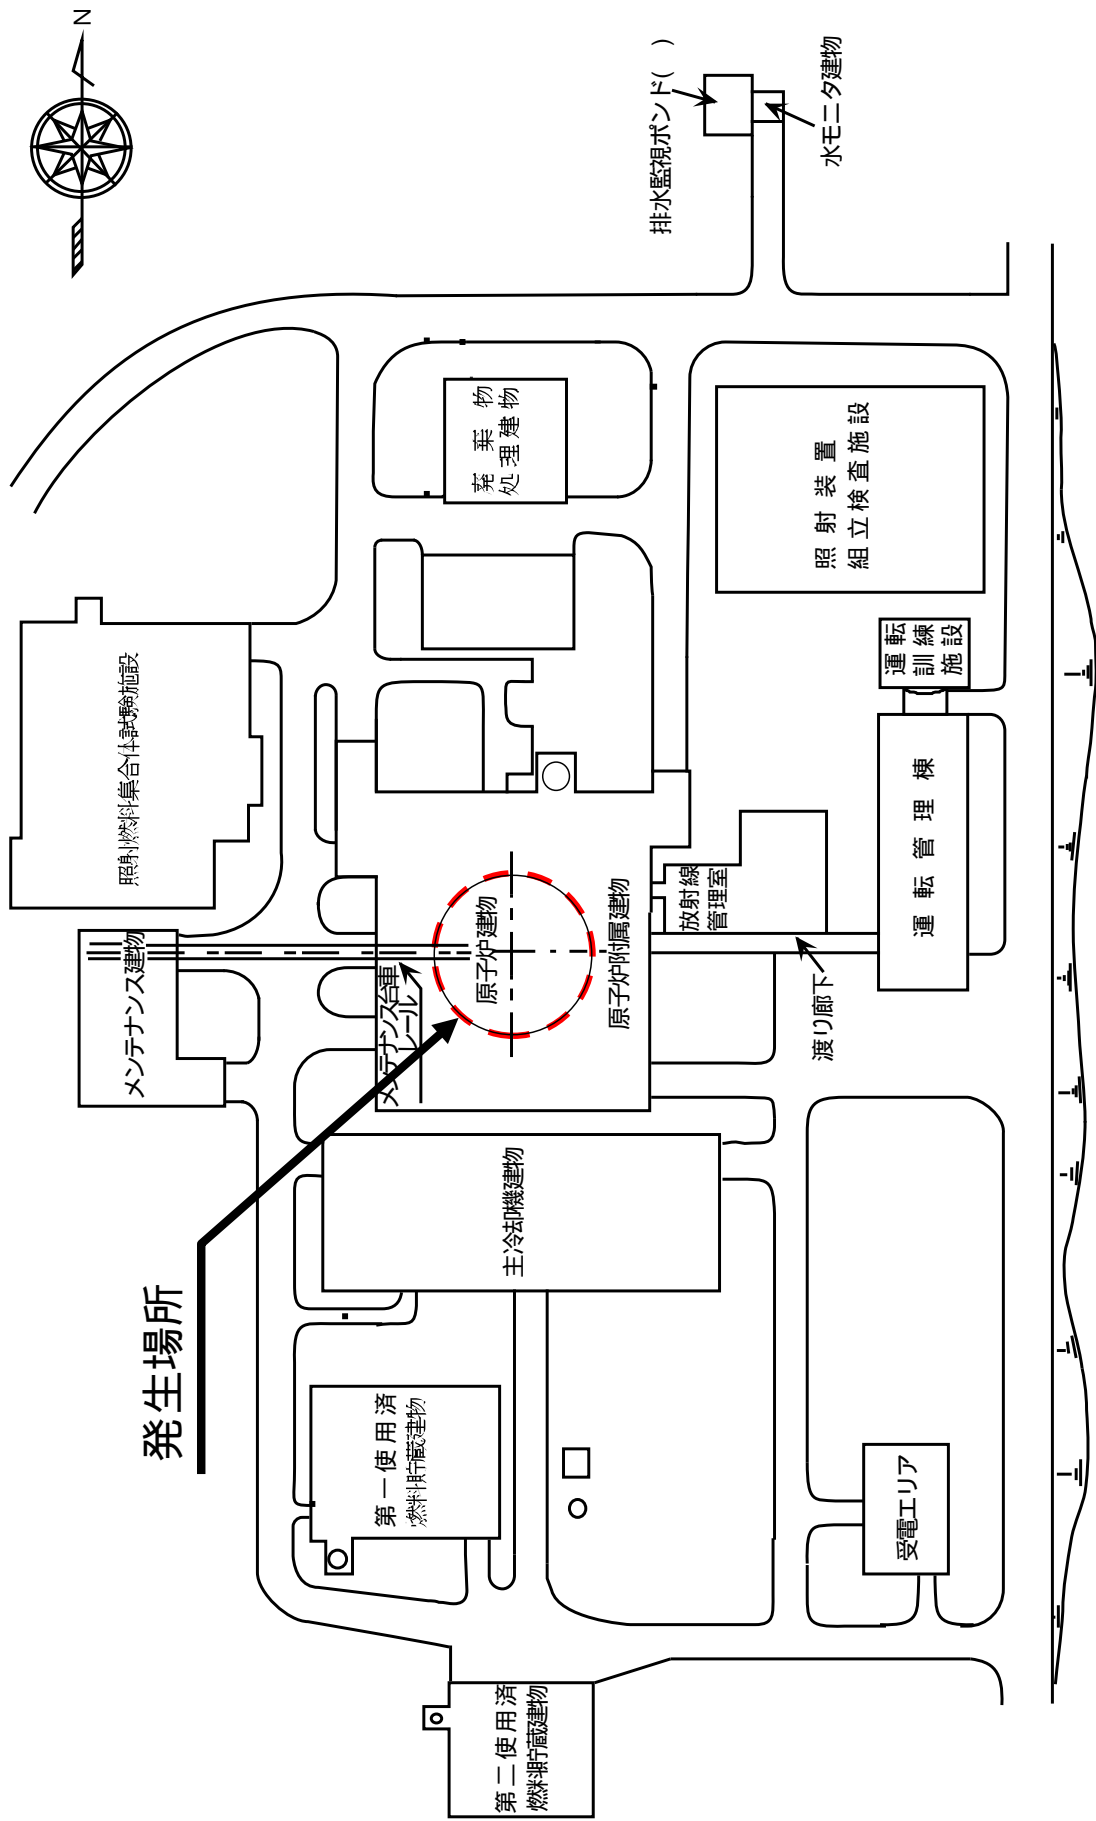 N
排水監視ポンド( )
水モニタ建物
廃棄物
処理建物
照射装置
組立検査施設
運転
訓練
施設
照射燃料集合体試験施設
運転管理棟
放射線
管理室
メンテナンス建物
原子炉建物
原子炉附属建物
メンテナンス台車
レール
渡り廊下
主冷却機建物
発生場所
第一使用済
燃料貯蔵建物
受電エリア
第二使用済
燃料貯蔵建物